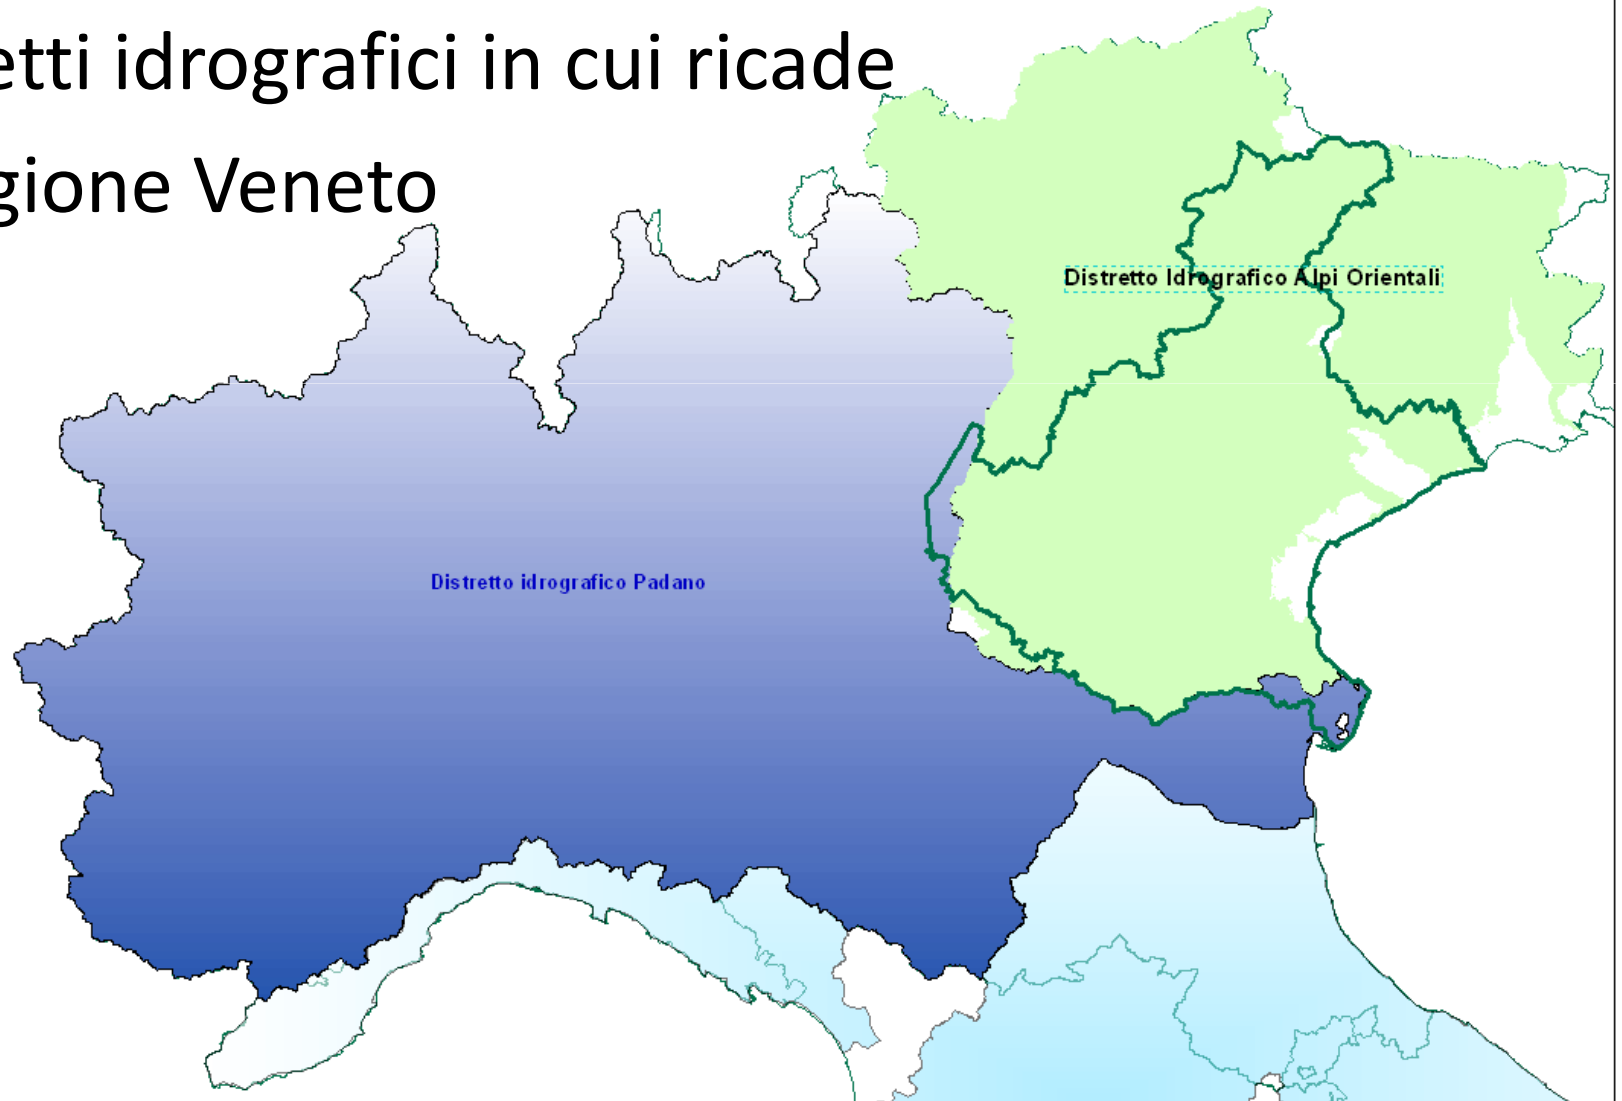 etti idrografici in cui ricade
gione Veneto
Distretto Idrografico Alpi Orientali
Distretto idrografico Padano